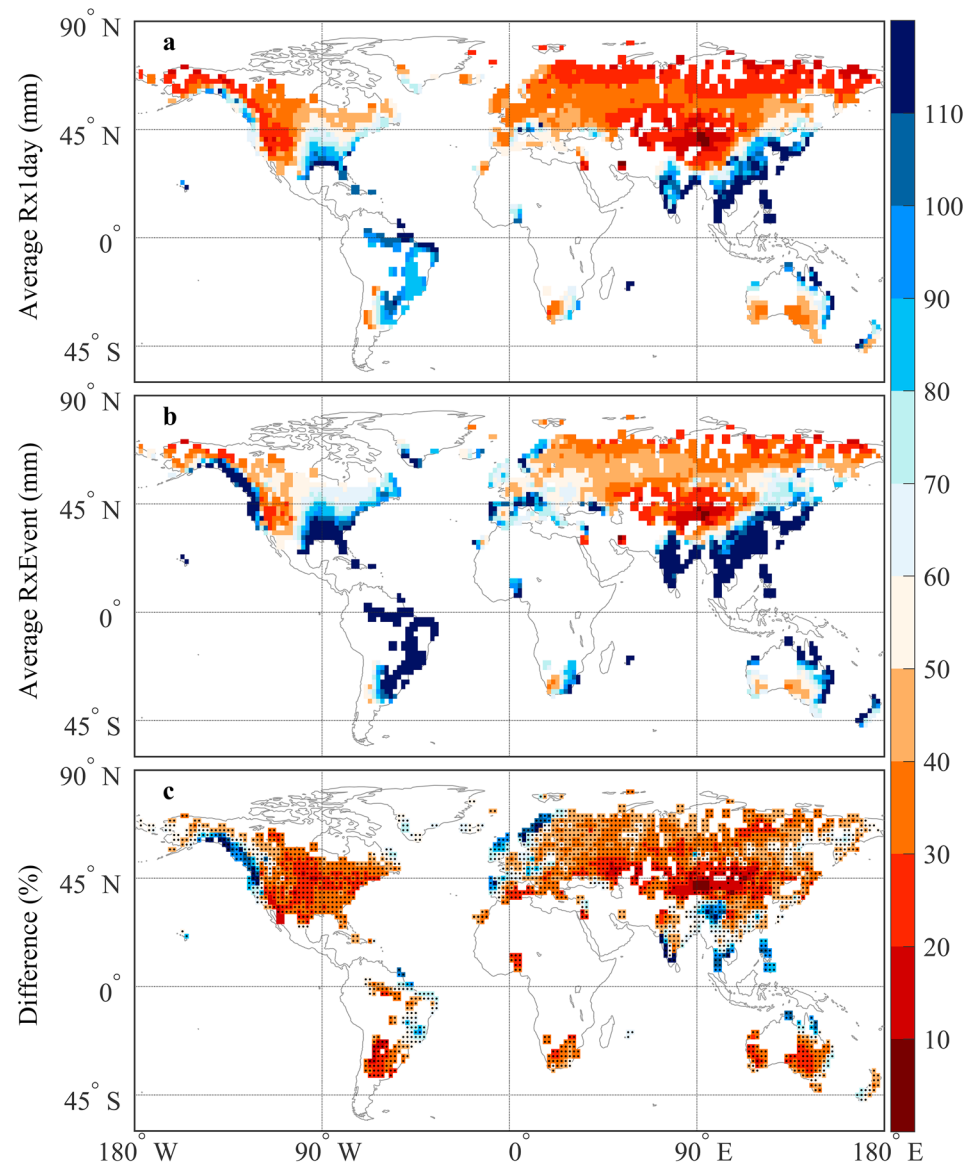 90° N
a
Average Rx1day (mm)
45° N
0°
45° S
90° N
b
Average RxEvent (mm)
45° N
0°
45° S
90° N
c
Difference (%)
45° N
0°
45° S
180° W
90° W
0°
90° E
180° E
110
100
90
80
70
60
50
40
30
20
10